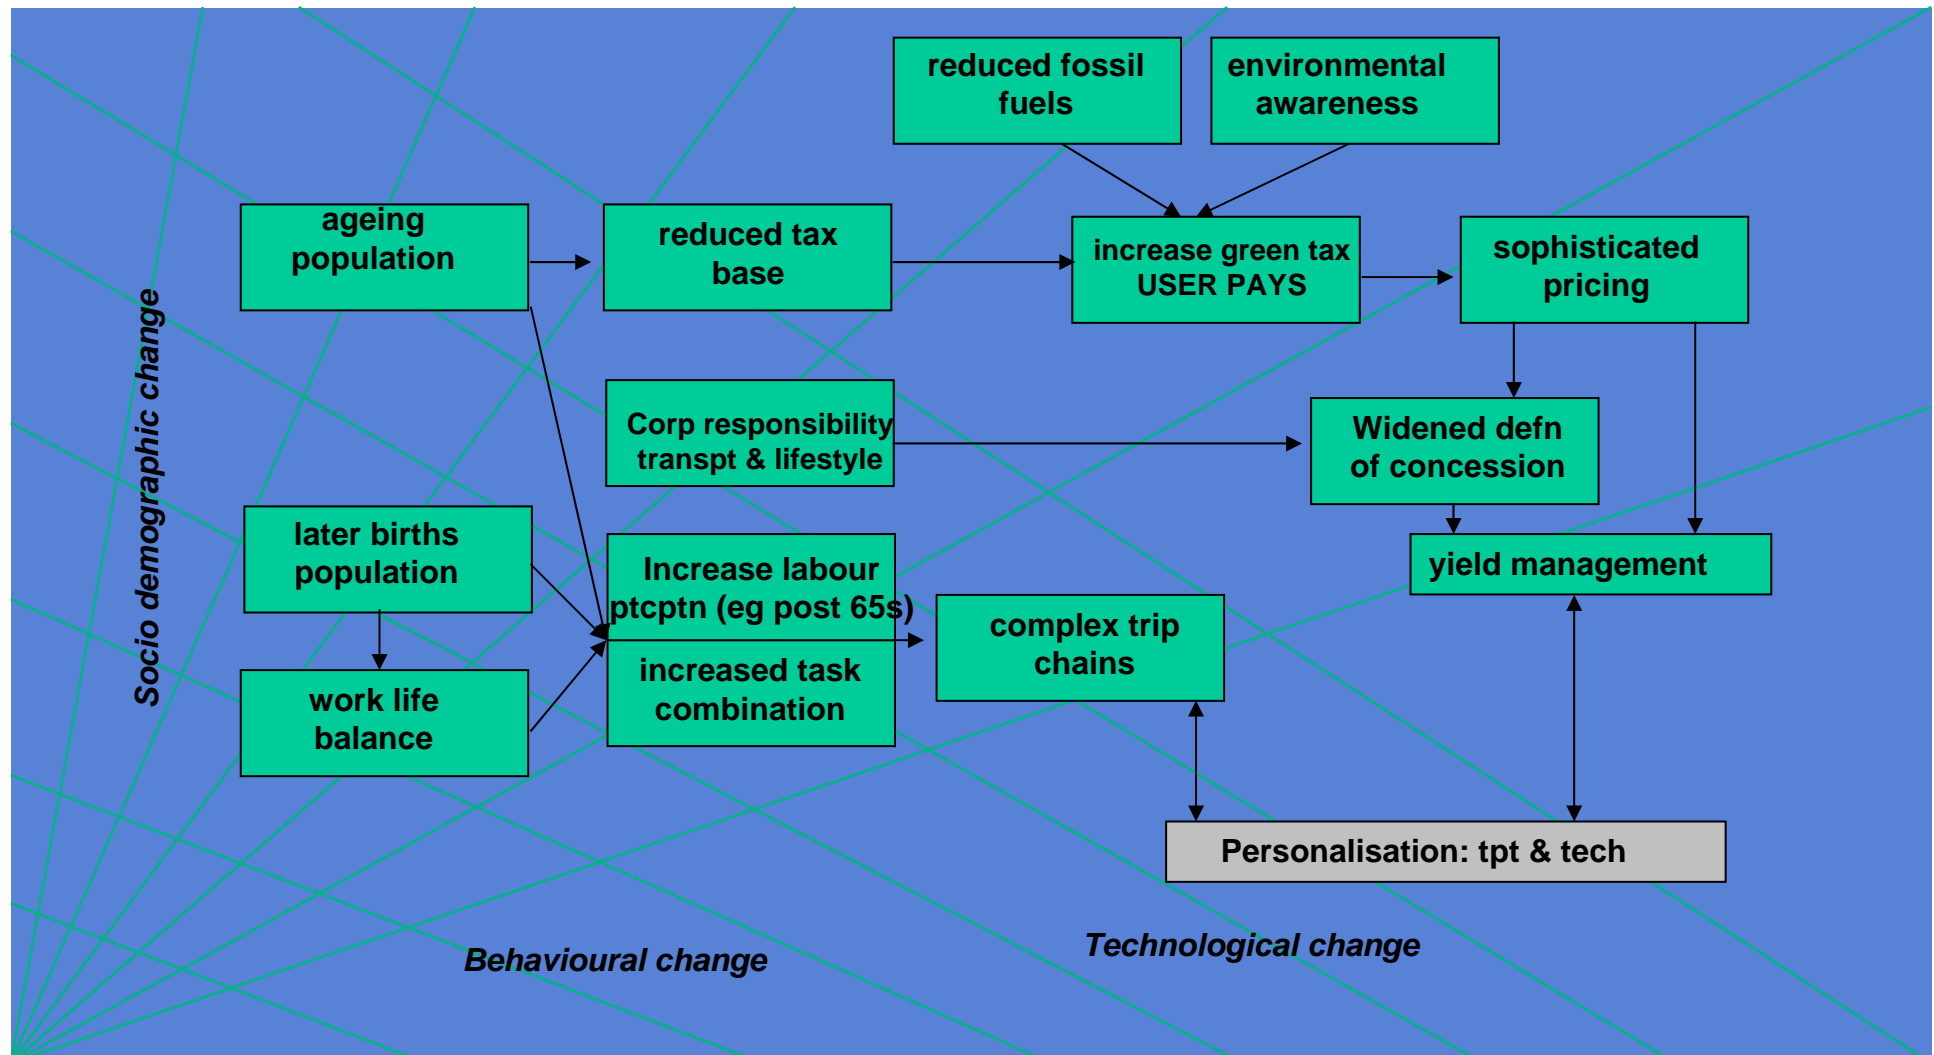 reduced fossil
fuels
environmental
awareness
ageing
population
reduced tax
base
increase green tax
USER PAYS
sophisticated
pricing
Socio demographic change
Corp responsibility
transpt & lifestyle
Widened defn
of concession
later births
population
Increase labour
ptcptn (eg post 65s)
yield management
complex trip
chains
work life
balance
increased task
combination
Personalisation: tpt & tech
Behavioural change
Technological change